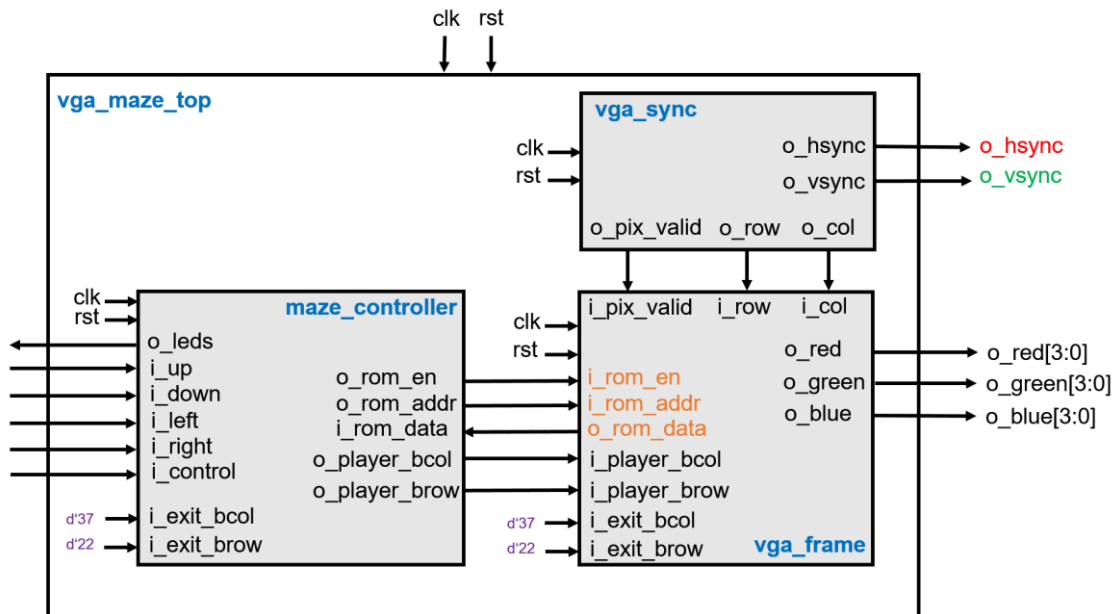 clk rst
vga_maze_top
vga_sync
clk
rst
o_hsync
o_vsync
o_pix_valid o_row o_col
o_hsync
o_vsync
clk
rst
maze_controller
o_leds
i_up
i_down
i_left
i_right
i_control
i_exit_bcol
i_exit_brow
d'37
d'22
o_rom_en
o_rom_addr
i_rom_data
o_player_bcol
o_player_brow
clk
rst
i_pix_valid i_row i_col
i_rom_en
i_rom_addr
o_rom_data
i_player_bcol
i_player_brow
i_exit_bcol
i_exit_brow
d'37
d'22
o_red
o_green
o_blue
vga_frame
o_red[3:0]
o_green[3:0]
o_blue[3:0]